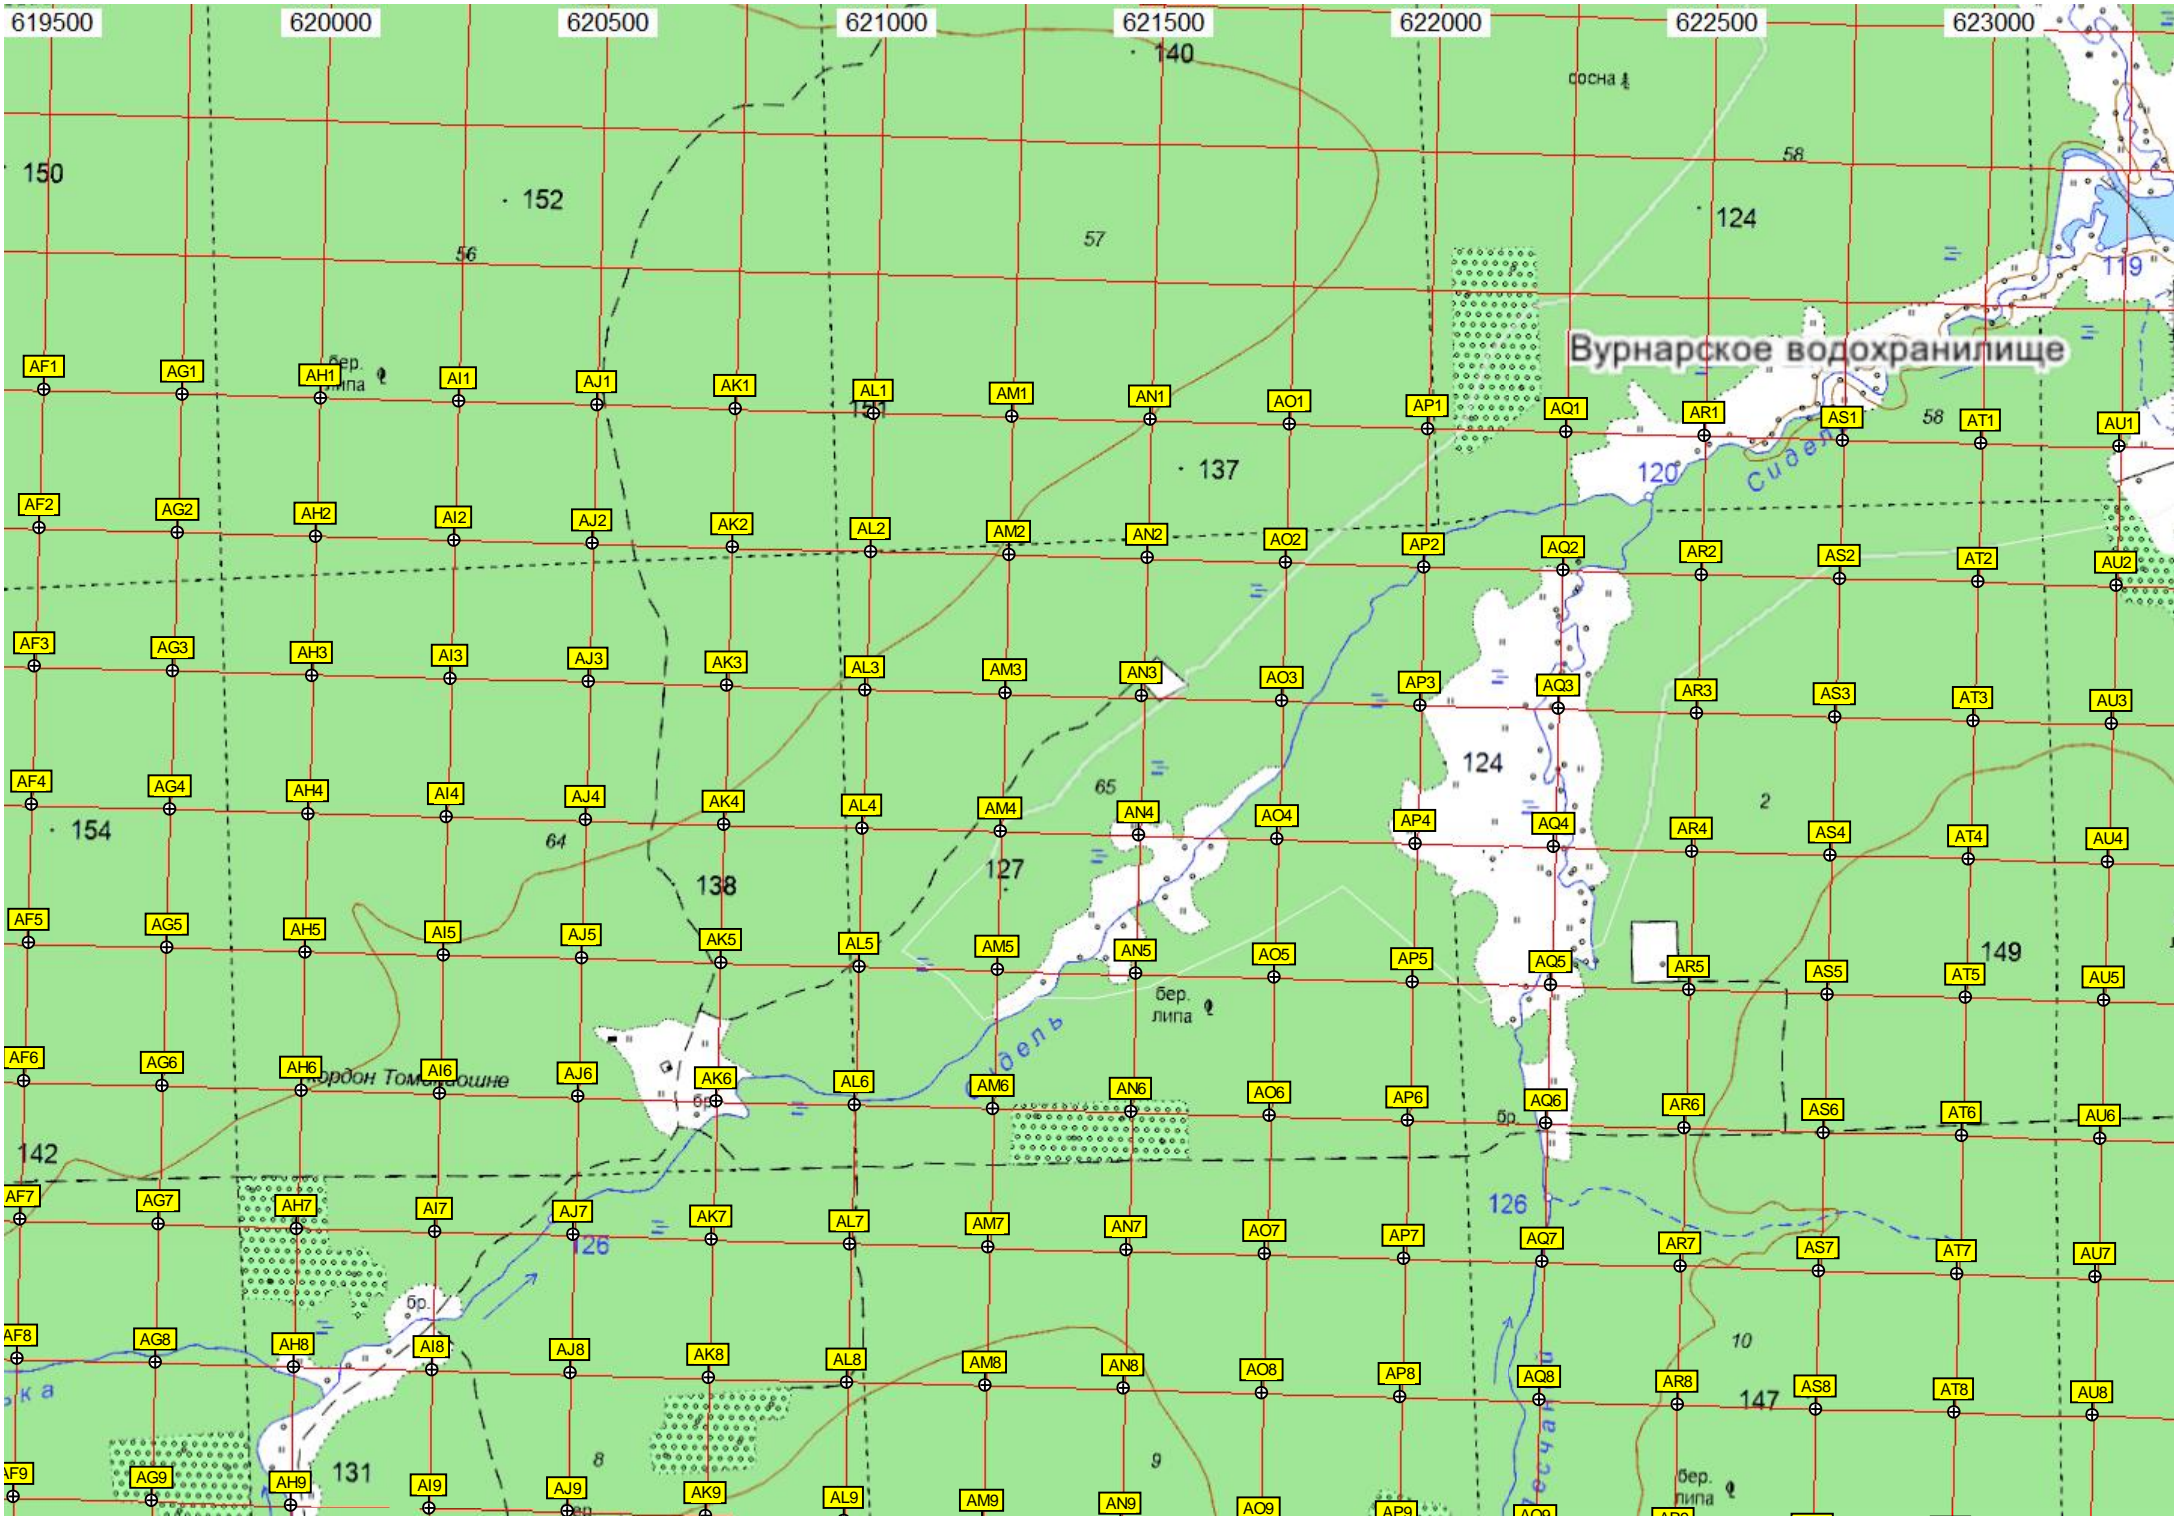 619500 620000 620500 621000 621500 622000 622500 623000
140
сосна
58
150
152
124
56
57
119
Вурнарское водохранилище
бер.
AF1 AG1 AH1 AI1 AJ1 AK1 AL1 AM1 AN1 AO1 AP1 AQ1 AR1 AS1 AT1 AU1
58
137
120
AF2 AG2 AH2 AI2 AJ2 AK2 AL2 AM2 AN2 AO2 AP2 AQ2 AR2 AS2 AT2 AU2
AF3 AG3 AH3 AI3 AJ3 AK3 AL3 AM3 AN3 AO3 AP3 AQ3 AR3 AS3 AT3 AU3
124
65
2
AF4 AG4 AH4 AI4 AJ4 AK4 AL4 AM4 AN4 AO4 AP4 AQ4 AR4 AS4 AT4 AU4
154
64
127
138
AF5 AG5 AH5 AI5 AJ5 AK5 AL5 AM5 AN5 AO5 AP5 AQ5 AR5 AS5 AT5 AU5
149
бер.
липа
AF6 AG6 AH6 AI6 AJ6 AK6 AL6 AM6 AN6 AO6 AP6 AQ6 AR6 AS6 AT6 AU6
бр.
142
AF7 AG7 AH7 AI7 AJ7 AK7 AL7 AM7 AN7 AO7 AP7 AQ7 AR7 AS7 AT7 AU7
126
126
бр.
10
AF8 AG8 AH8 AI8 AJ8 AK8 AL8 AM8 AN8 AO8 AP8 AQ8 AR8 AS8 AT8 AU8
147
131
8
9
бер.
липа
AF9 AG9 AH9 AI9 AJ9 AK9 AL9 AM9 AN9 AO9 AP9 AQ9